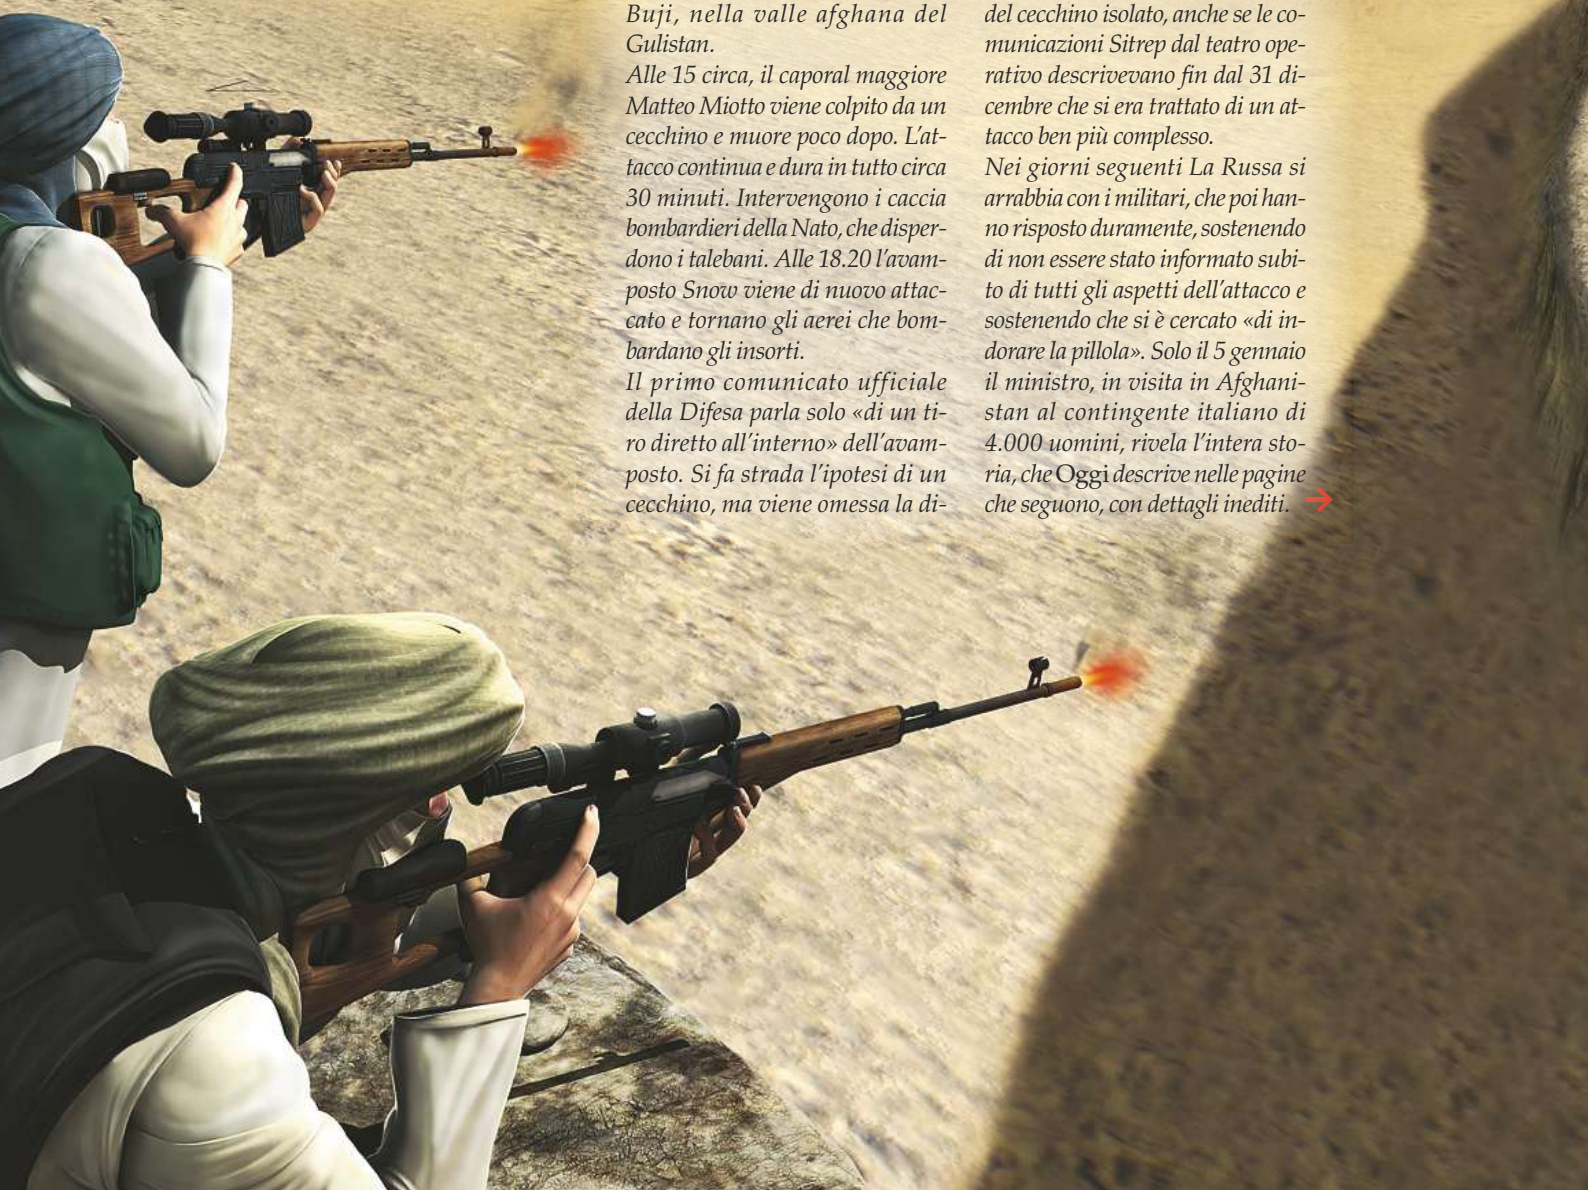 Buji, nella valle afghana del
Gulistan.
Alle 15 circa, il caporal maggiore
Matteo Miotto viene colpito da un
cecchino e muore poco dopo. L'at-
tacco continua e dura in tutto circa
30 minuti. Intervengono i caccia
bombardieri della Nato, che disper-
dono i talebani. Alle 18.20 l'avam-
posto Snow viene di nuovo attac-
cato e tornano gli aerei che bom-
bardano gli insorti.
Il primo comunicato ufficiale
della Difesa parla solo «di un ti-
ro diretto all'interno» dell'avam-
posto. Si fa strada l'ipotesi di un
cecchino, ma viene omessa la di-
del cecchino isolato, anche se le co-
municazioni Sitrep dal teatro ope-
rativo descrivevano fin dal 31 di-
cembre che si era trattato di un at-
tacco ben più complesso.
Nei giorni seguenti La Russa si
arrabbia con i militari, che poi han-
no risposto duramente, sostenendo
di non essere stato informato subi-
to di tutti gli aspetti dell'attacco e
sostenendo che si è cercato «di in-
dorare la pillola». Solo il 5 gennaio
il ministro, in visita in Afghani-
stan al contingente italiano di
4.000 uomini, rivela l'intera sto-
ria, che Oggi descrive nelle pagine
che seguono, con dettagli inediti.